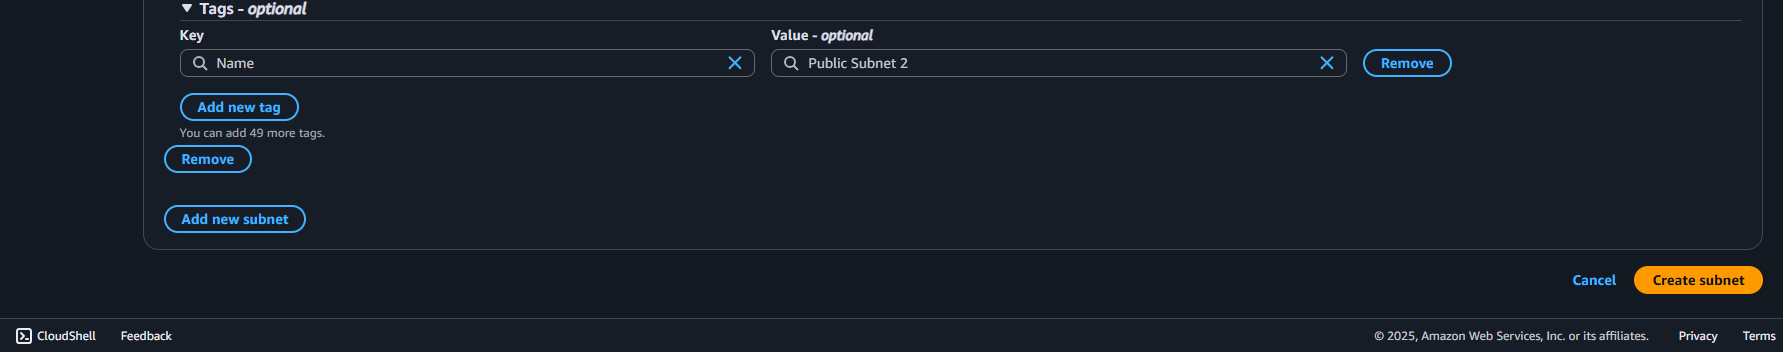 Tags - optional
Key
Value - optional
Name
Public Subnet 2
Remove
Add new tag
You can add 49 more tags.
Remove
Add new subnet
Cancel
Create subnet
CloudShell
Feedback
© 2025, Amazon Web Services, Inc. or its affiliates.
Privacy
Terms